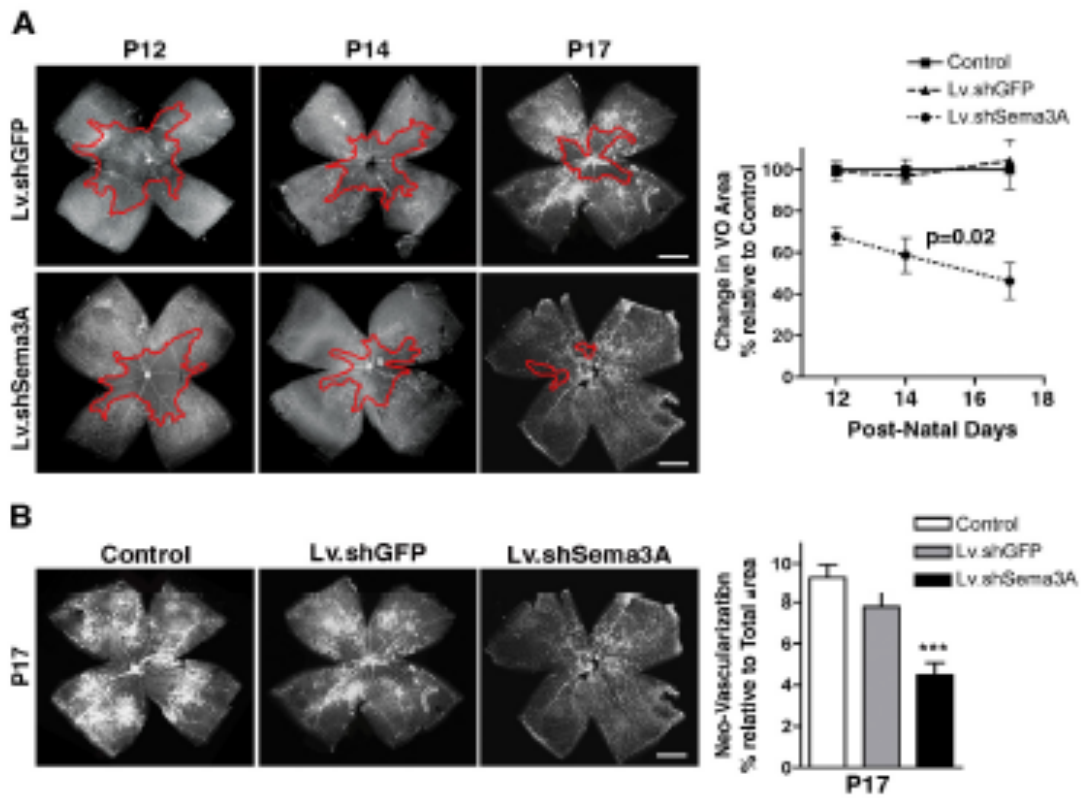 A
P12 P14 P17
Lv.shGFP
Lv.shSema3A
Control
Lv.shGFP
Lv.shSema3A
Change in VO Area
% relative to Control
100
80
60
40
20
0
p=0.02
12 14 16 18
Post-Natal Days
B
Control Lv.shGFP Lv.shSema3A
P17
Control
Lv.shGFP
Lv.shSema3A
Neo-Vascularization
% relative to Total area
10
8
6
4
2
0
***
P17